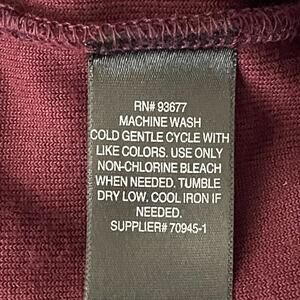 RN# 93677
MACHINE WASH
COLD GENTLE CYCLE WITH
LIKE COLORS. USE ONLY
NON-CHLORINE BLEACH
WHEN NEEDED. TUMBLE
DRY LOW. COOL IRON IF
NEEDED.
SUPPLIER# 70945-1